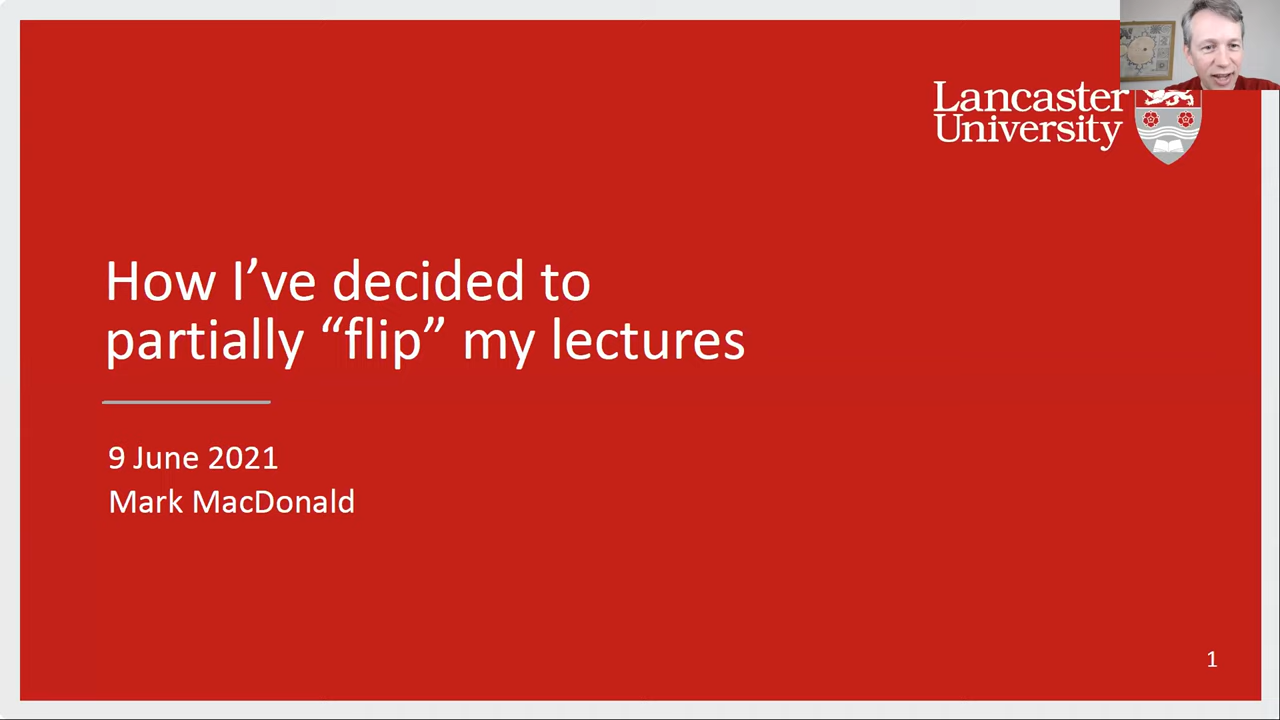 Lancaster
University
How I’ve decided to
partially “flip” my lectures
9 June 2021
Mark MacDonald
1